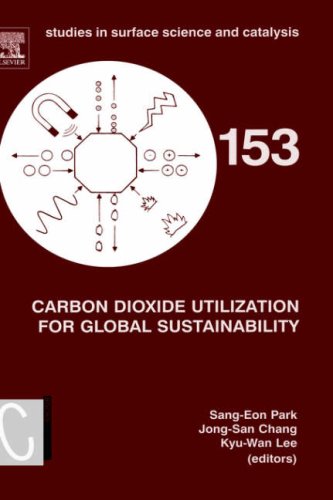 ELSEVIER
studies in surface science and catalysis
153
CARBON DIOXIDE UTILIZATION
FOR GLOBAL SUSTAINABILITY
C
Sang-Eon Park
Jong-San Chang
Kyu-Wan Lee
(editors)